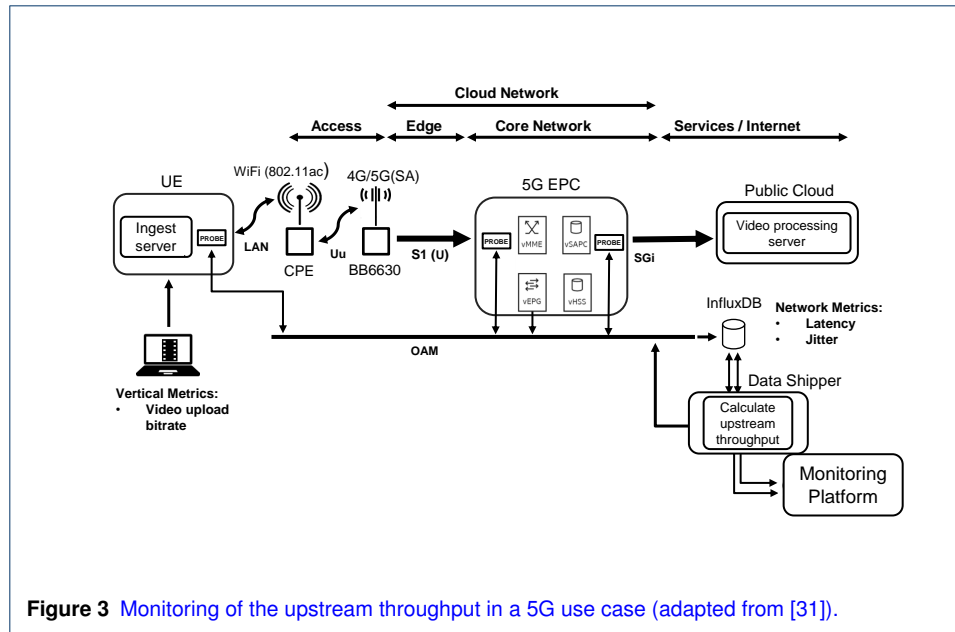 Cloud Network
Access
Edge
Core Network
Services / Internet
WiFi (802.11ac)
4G/5G(SA)
UE
5G EPC
Public Cloud
Ingest
server
PROBE
LAN
CPE
Uu
BB6630
S1 (U)
PROBE
vMME
vSAPC
PROBE
vEPG
vHSS
SGi
Video processing
server
OAM
InfluxDB
Network Metrics:
• Latency
• Jitter
Vertical Metrics:
• Video upload
bitrate
Data Shipper
Calculate
upstream
throughput
Monitoring
Platform
Figure 3 Monitoring of the upstream throughput in a 5G use case (adapted from [31]).